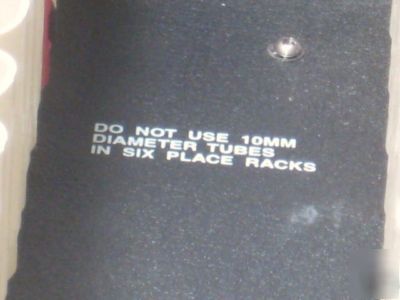 DO NOT USE 10MM
DIAMETER TUBES
IN SIX PLACE RACKS